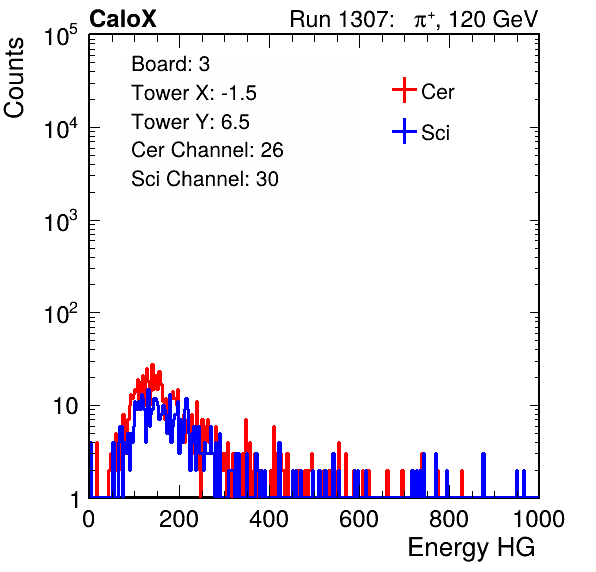 CaloX Run 1307: π⁺, 120 GeV
Counts
Board: 3
Tower X: -1.5
Tower Y: 6.5
Cer Channel: 26
Sci Channel: 30
Cer
Sci
10⁵
10⁴
10³
10²
10
1
0 200 400 600 800 1000
Energy HG